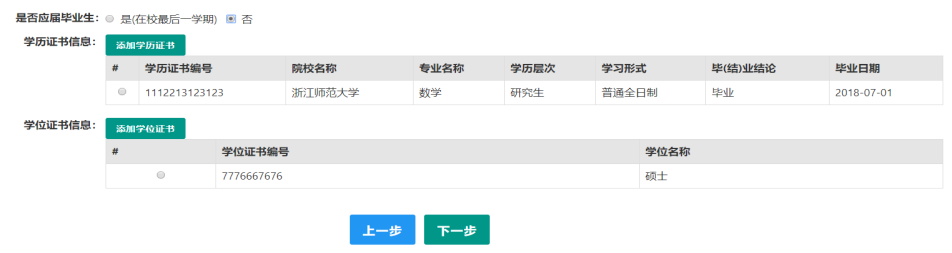 是否应届毕业生: 是(在校最后一学期) 否
学历证书信息: 添加学历证书
# 学历证书编号 院校名称 专业名称 学历层次 学习形式 毕(结)业结论 毕业日期
1112213123123 浙江师范大学 数学 研究生 普通全日制 毕业 2018-07-01
学位证书信息: 添加学位证书
# 学位证书编号 学位名称
7776667676 硕士
上一步 下一步